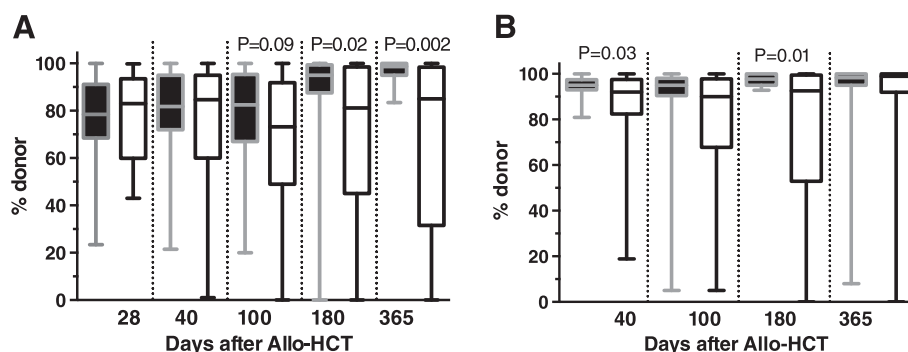 A
P=0.09 P=0.02 P=0.002
100
80
60
40
20
0
% donor
28 40 100 180 365
Days after Allo-HCT
B
P=0.03 P=0.01
100
80
60
40
20
0
% donor
40 100 180 365
Days after Allo-HCT